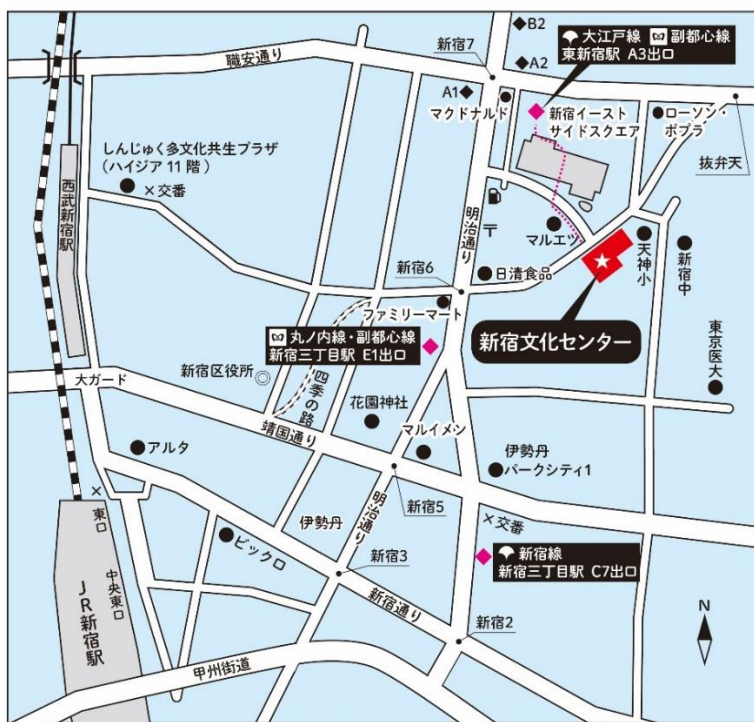 B2
新宿7
A2
大江戸線 副都心線
東新宿駅 A3出口
職安通り
A1
マクドナルド
新宿イースト
サイドスクエア
ローソン・
ポプラ
抜弁天
しんじゅく多文化共生プラザ
(ハイジア 11 階)
×交番
西武新宿駅
明治通り
〒
マルエツ
天神小
新宿中
日清食品
新宿6
ファミリーマート
新宿文化センター
丸ノ内線・副都心線
新宿三丁目駅 E1出口
東京医大
新宿区役所
大ガード
四季の路
花園神社
靖国通り
マルイメン
アルタ
伊勢丹
パークシティ1
新宿5
×
東口
明治通り
伊勢丹
×交番
ビックロ
新宿3
新宿線
新宿三丁目駅 C7出口
中央東口
JR新宿駅
新宿通り
新宿2
N
甲州街道